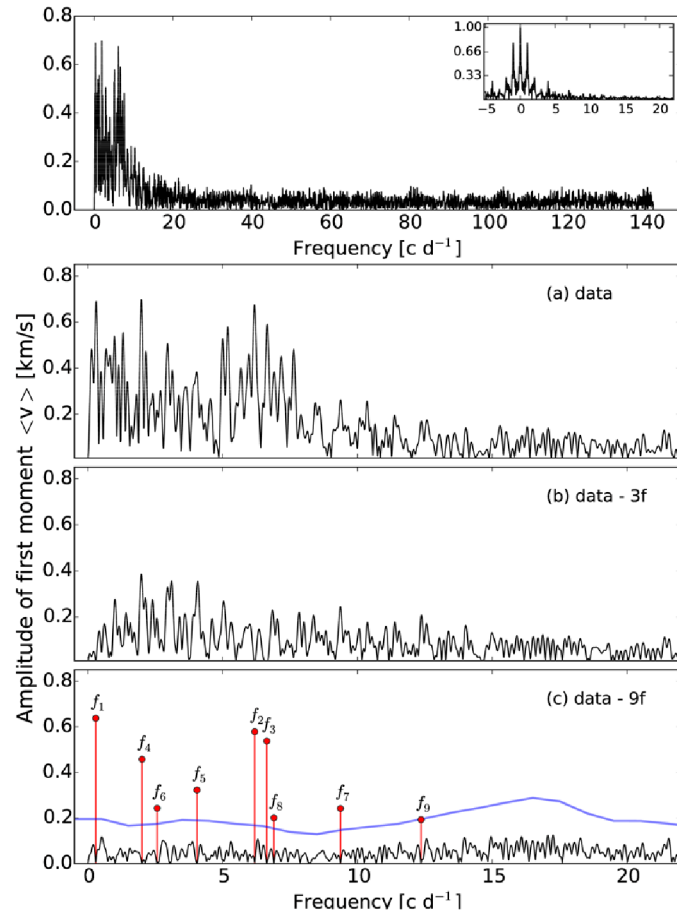 0.8
0.6
0.4
0.2
0.0
1.00
0.66
0.33
−5 0 5 10 15 20
0 20 40 60 80 100 120 140
Frequency [c d⁻¹]
Amplitude of first moment <v> [km/s]
(a) data
0.8
0.6
0.4
0.2
(b) data - 3f
0.8
0.6
0.4
0.2
(c) data - 9f
0.8
0.6
0.4
0.2
0.0
f₁
f₄
f₆
f₅
f₂
f₃
f₈
f₇
f₉
0 5 10 15 20
Frequency [c d⁻¹]